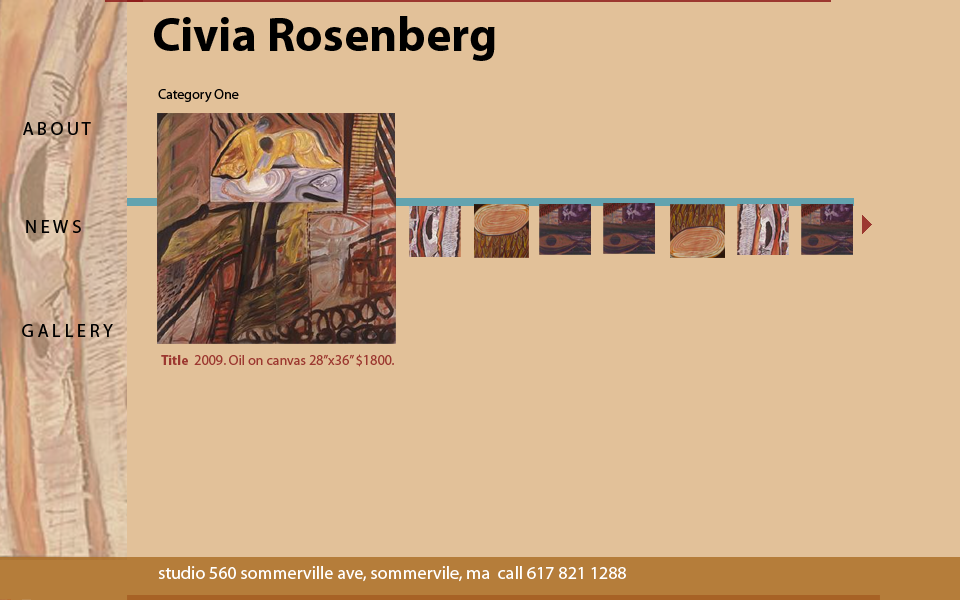 Civia Rosenberg
Category One
ABOUT
NEWS
GALLERY
Title 2009. Oil on canvas 28”x36” $1800.
studio 560 sommerville ave, sommervile, ma call 617 821 1288